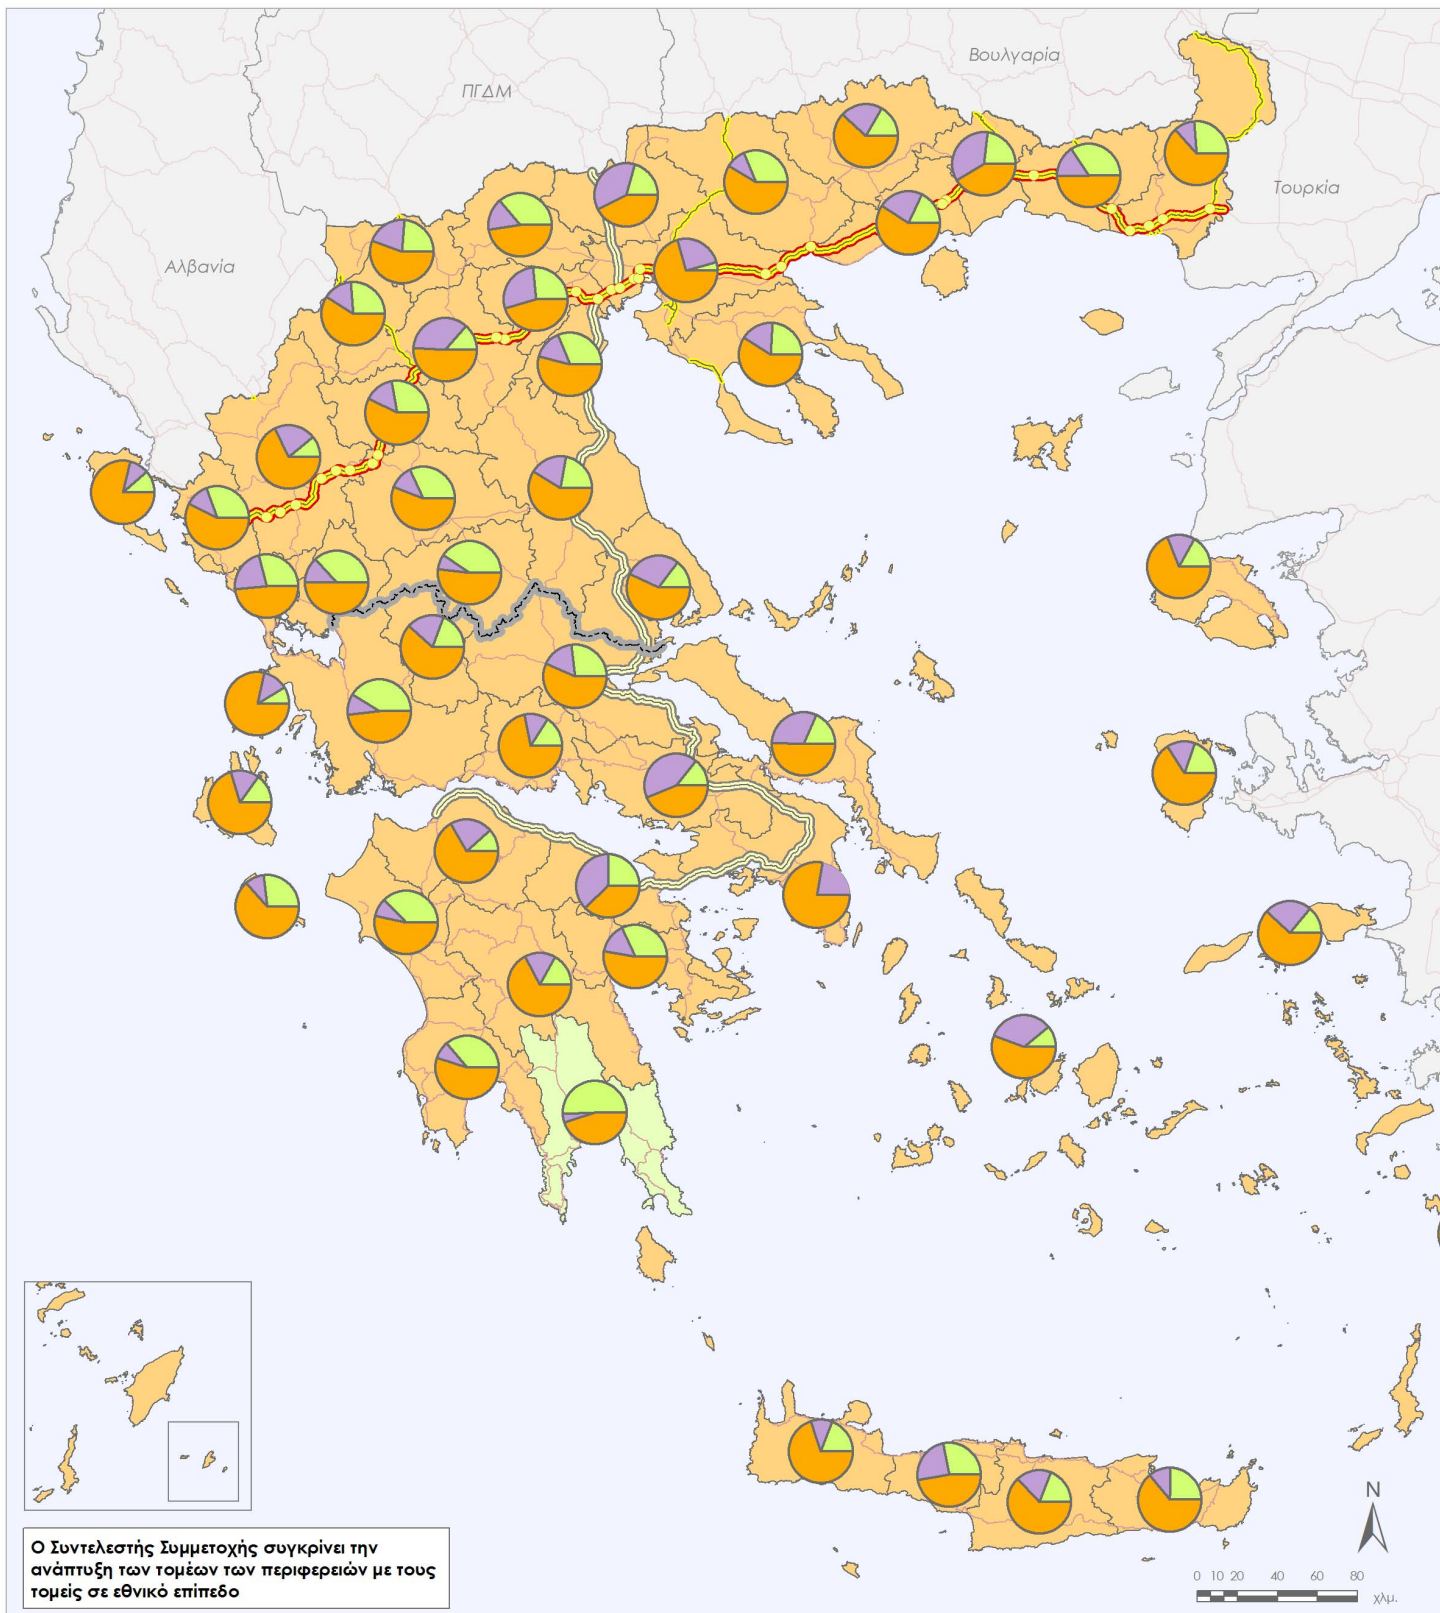 Βουλγαρία
ΠΓΔΜ
Τουρκία
Αλβανία
N
0 10 20 40 60 80
χλμ.
Ο Συντελεστής Συμμετοχής συγκρίνει την
ανάπτυξη των τομέων των περιφερειών με τους
τομείς σε εθνικό επίπεδο